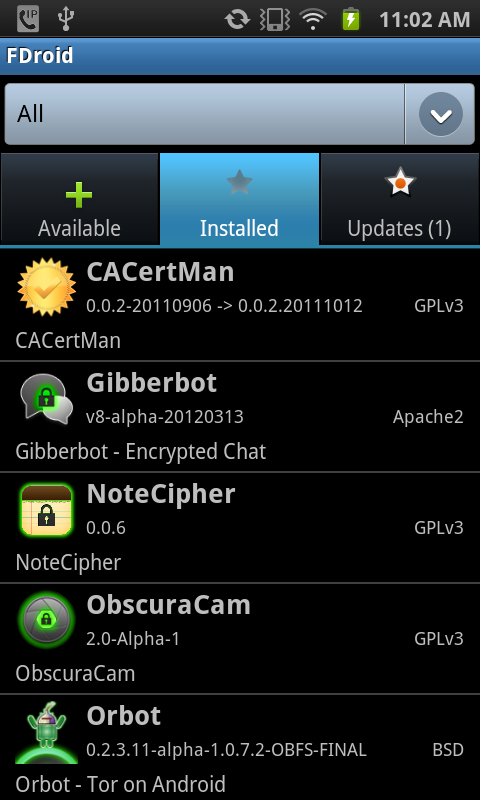 IP
11:02 AM
FDroid
All
Available
Installed
Updates (1)
CACertMan
0.0.2-20110906 -> 0.0.2.20111012
GPLv3
CACertMan
Gibberbot
v8-alpha-20120313
Apache2
Gibberbot - Encrypted Chat
NoteCipher
0.0.6
GPLv3
NoteCipher
ObscuraCam
2.0-Alpha-1
GPLv3
ObscuraCam
Orbot
0.2.3.11-alpha-1.0.7.2-OBFS-FINAL
BSD
Orbot - Tor on Android